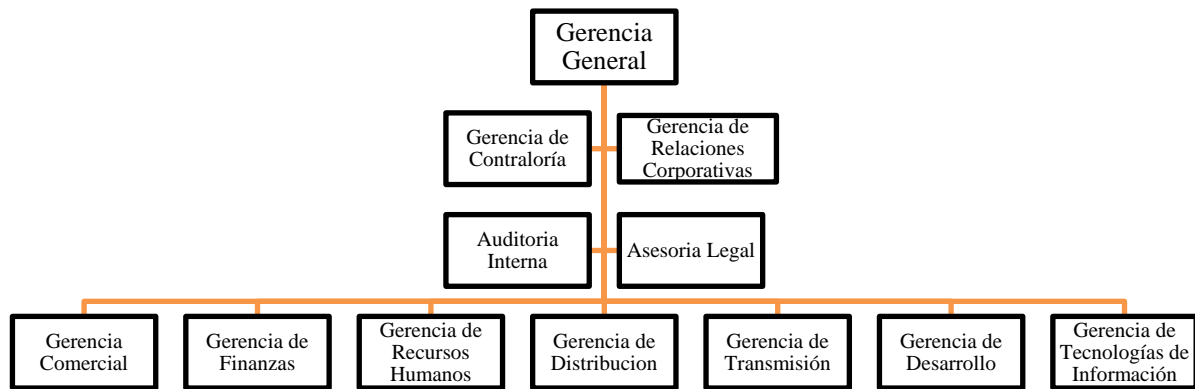 Gerencia
General
Gerencia de
Contraloría
Gerencia de
Relaciones
Corporativas
Auditoria
Interna
Asesoria Legal
Gerencia
Comercial
Gerencia de
Finanzas
Gerencia de
Recursos
Humanos
Gerencia de
Distribucion
Gerencia de
Transmisión
Gerencia de
Desarrollo
Gerencia de
Tecnologías de
Información